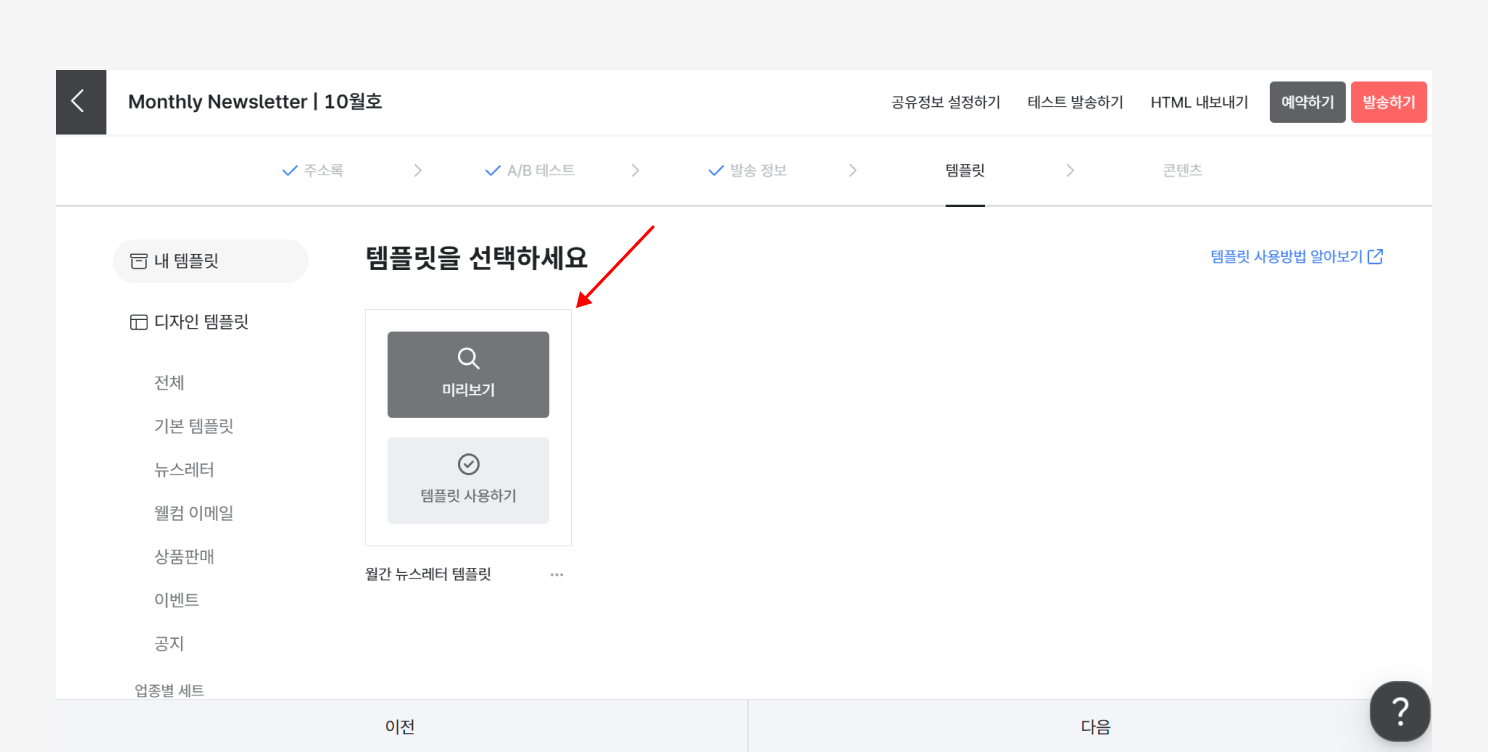 Monthly Newsletter | 10월호
공유정보 설정하기
테스트 발송하기
HTML 내보내기
예약하기
발송하기
주소록
A/B 테스트
발송 정보
템플릿
콘텐츠
내 템플릿
디자인 템플릿
전체
기본 템플릿
뉴스레터
웰컴 이메일
상품판매
이벤트
공지
업종별 세트
템플릿을 선택하세요
템플릿 사용방법 알아보기
미리보기
템플릿 사용하기
월간 뉴스레터 템플릿
이전
다음
?